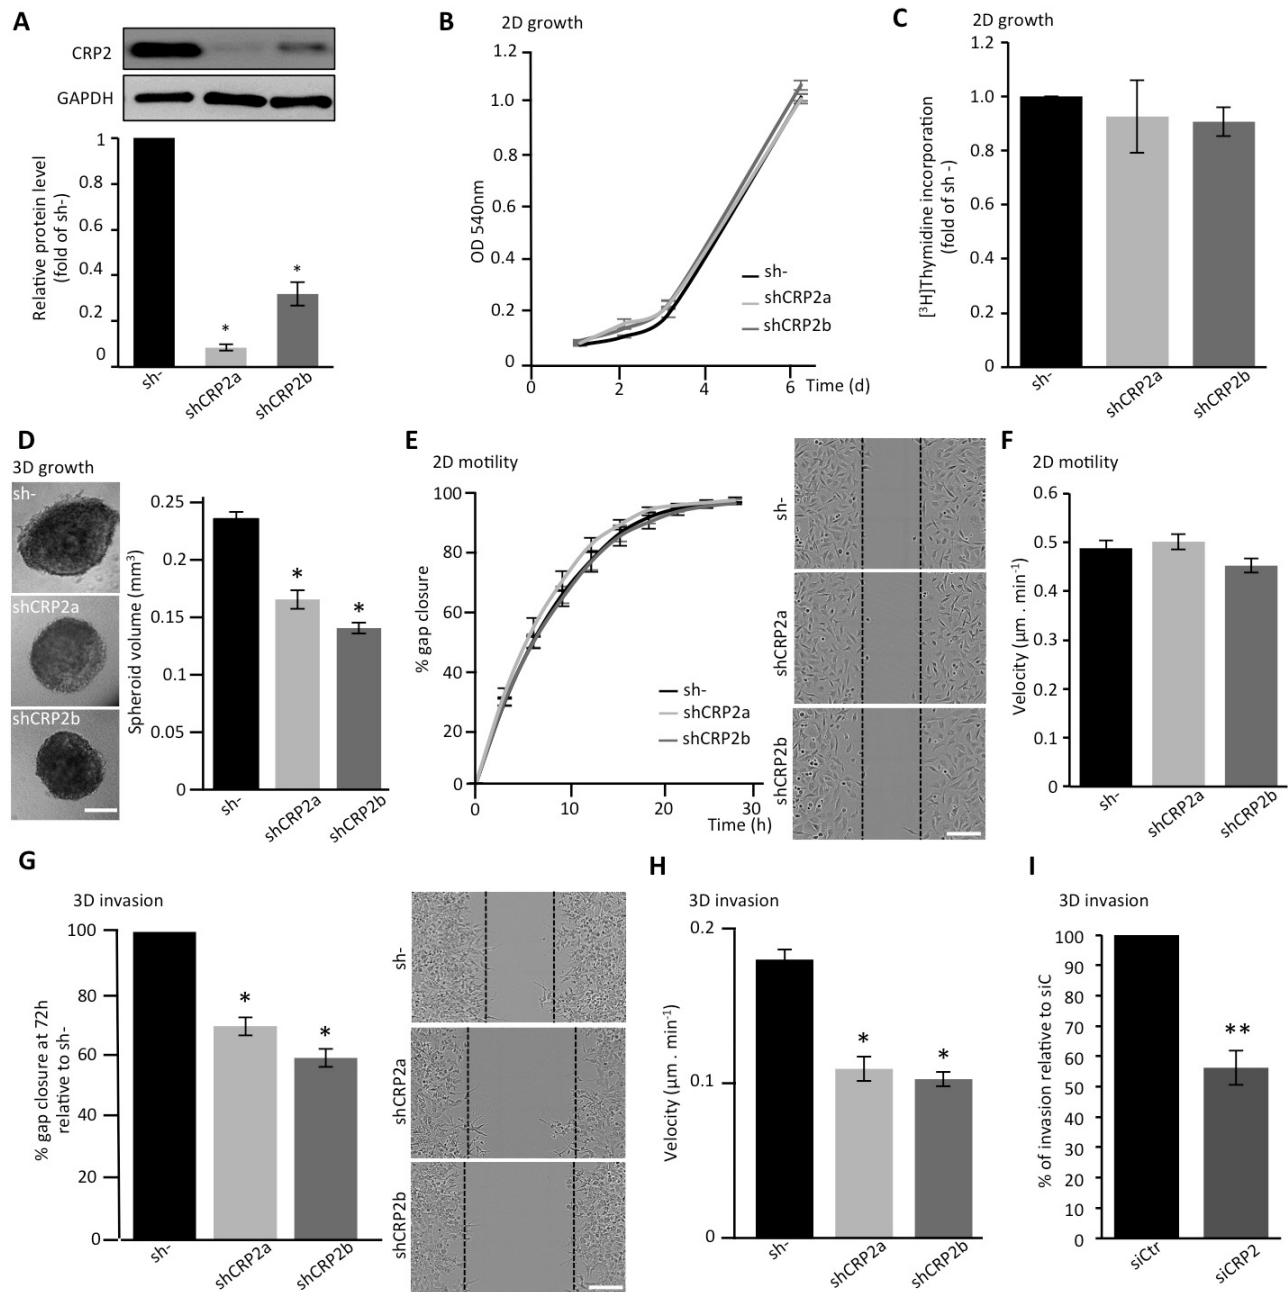 A
CRP2
GAPDH
Relative protein level
(fold of sh-)
1
0.8
0.6
0.4
0.2
0
*
*
sh-
shCRP2a
shCRP2b
B
2D growth
OD 540nm
1.2
1.0
0.8
0.6
0.4
0.2
0
sh-
shCRP2a
shCRP2b
0
2
4
6
Time (d)
C
2D growth
[³H]Thymidine incorporation
(fold of sh -)
1.2
1.0
0.8
0.6
0.4
0.2
0
sh-
shCRP2a
shCRP2b
D
3D growth
sh-
shCRP2a
shCRP2b
Spheroid volume (mm³)
0.25
0.2
0.15
0.1
0.05
0
*
*
sh-
shCRP2a
shCRP2b
E
2D motility
% gap closure
100
80
60
40
20
0
sh-
shCRP2a
shCRP2b
0
10
20
30
Time (h)
sh-
shCRP2a
shCRP2b
F
2D motility
Velocity (µm . min⁻¹)
0.6
0.5
0.4
0.3
0.2
0.1
0
sh-
shCRP2a
shCRP2b
G
3D invasion
% gap closure at 72h
relative to sh-
100
80
60
40
20
0
*
*
sh-
shCRP2a
shCRP2b
sh-
shCRP2a
shCRP2b
H
3D invasion
Velocity (µm . min⁻¹)
0.2
0.1
0
*
*
sh-
shCRP2a
shCRP2b
I
3D invasion
% of invasion relative to siC
100
90
80
70
60
50
40
30
20
10
0
**
siCtr
siCRP2